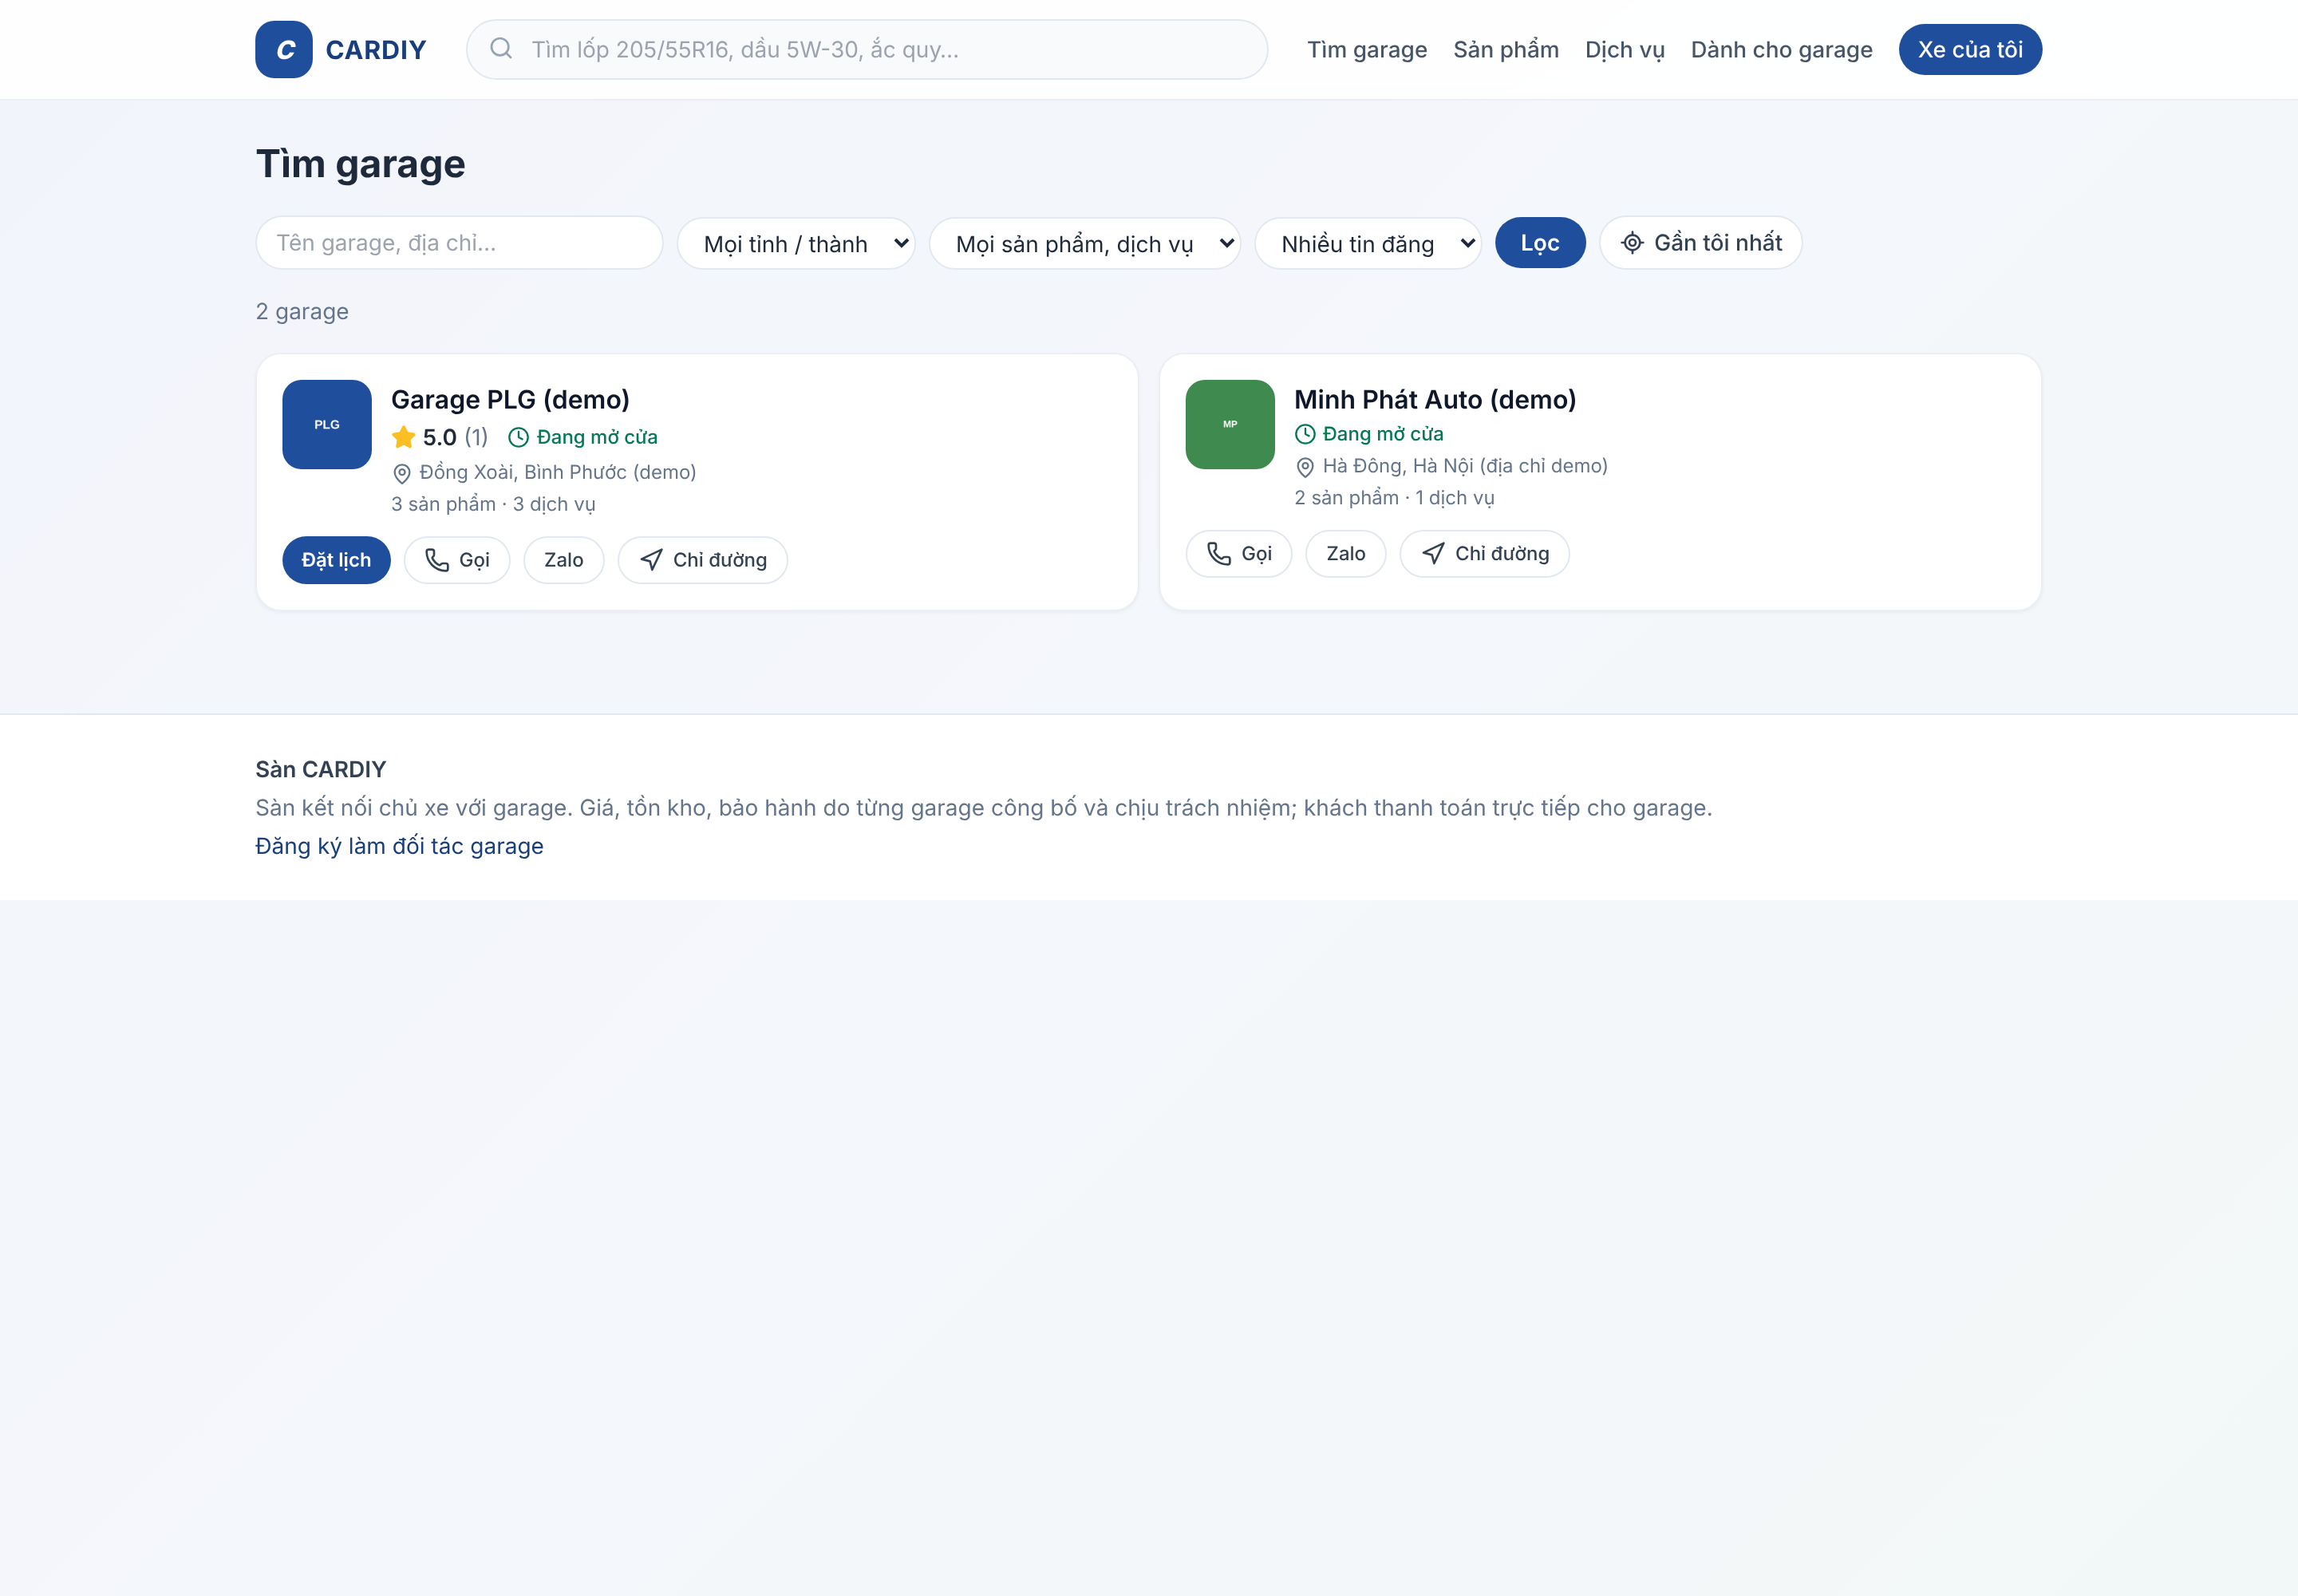 C CARDIY Tìm lốp 205/55R16, dầu 5W-30, ắc quy... Tìm garage Sản phẩm Dịch vụ Dành cho garage Xe của tôi
Tìm garage
Tên garage, địa chỉ... Mọi tỉnh / thành Mọi sản phẩm, dịch vụ Nhiều tin đăng Lọc Gần tôi nhất
2 garage
PLG
Garage PLG (demo)
5.0 (1) Đang mở cửa
Đồng Xoài, Bình Phước (demo)
3 sản phẩm · 3 dịch vụ
Đặt lịch Gọi Zalo Chỉ đường
MP
Minh Phát Auto (demo)
Đang mở cửa
Hà Đông, Hà Nội (địa chỉ demo)
2 sản phẩm · 1 dịch vụ
Gọi Zalo Chỉ đường
Sàn CARDIY
Sàn kết nối chủ xe với garage. Giá, tồn kho, bảo hành do từng garage công bố và chịu trách nhiệm; khách thanh toán trực tiếp cho garage.
Đăng ký làm đối tác garage